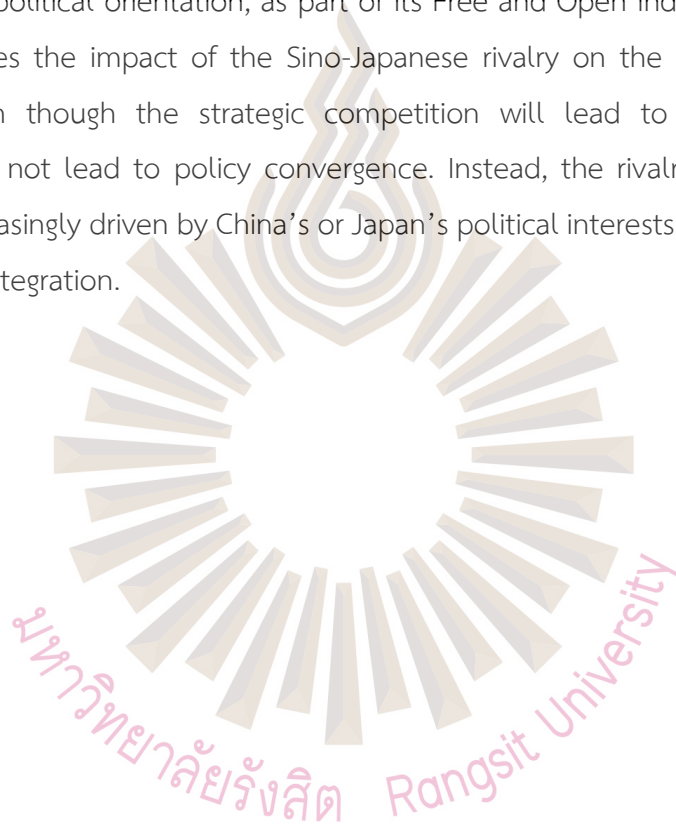 political orientation, as part of its Free and Open Ind
es the impact of the Sino-Japanese rivalry on the
though the strategic competition will lead to
not lead to policy convergence. Instead, the rivalr
easingly driven by China's or Japan's political interests
tegration.
มหาวิทยาลัยรังสิต Rangsit University